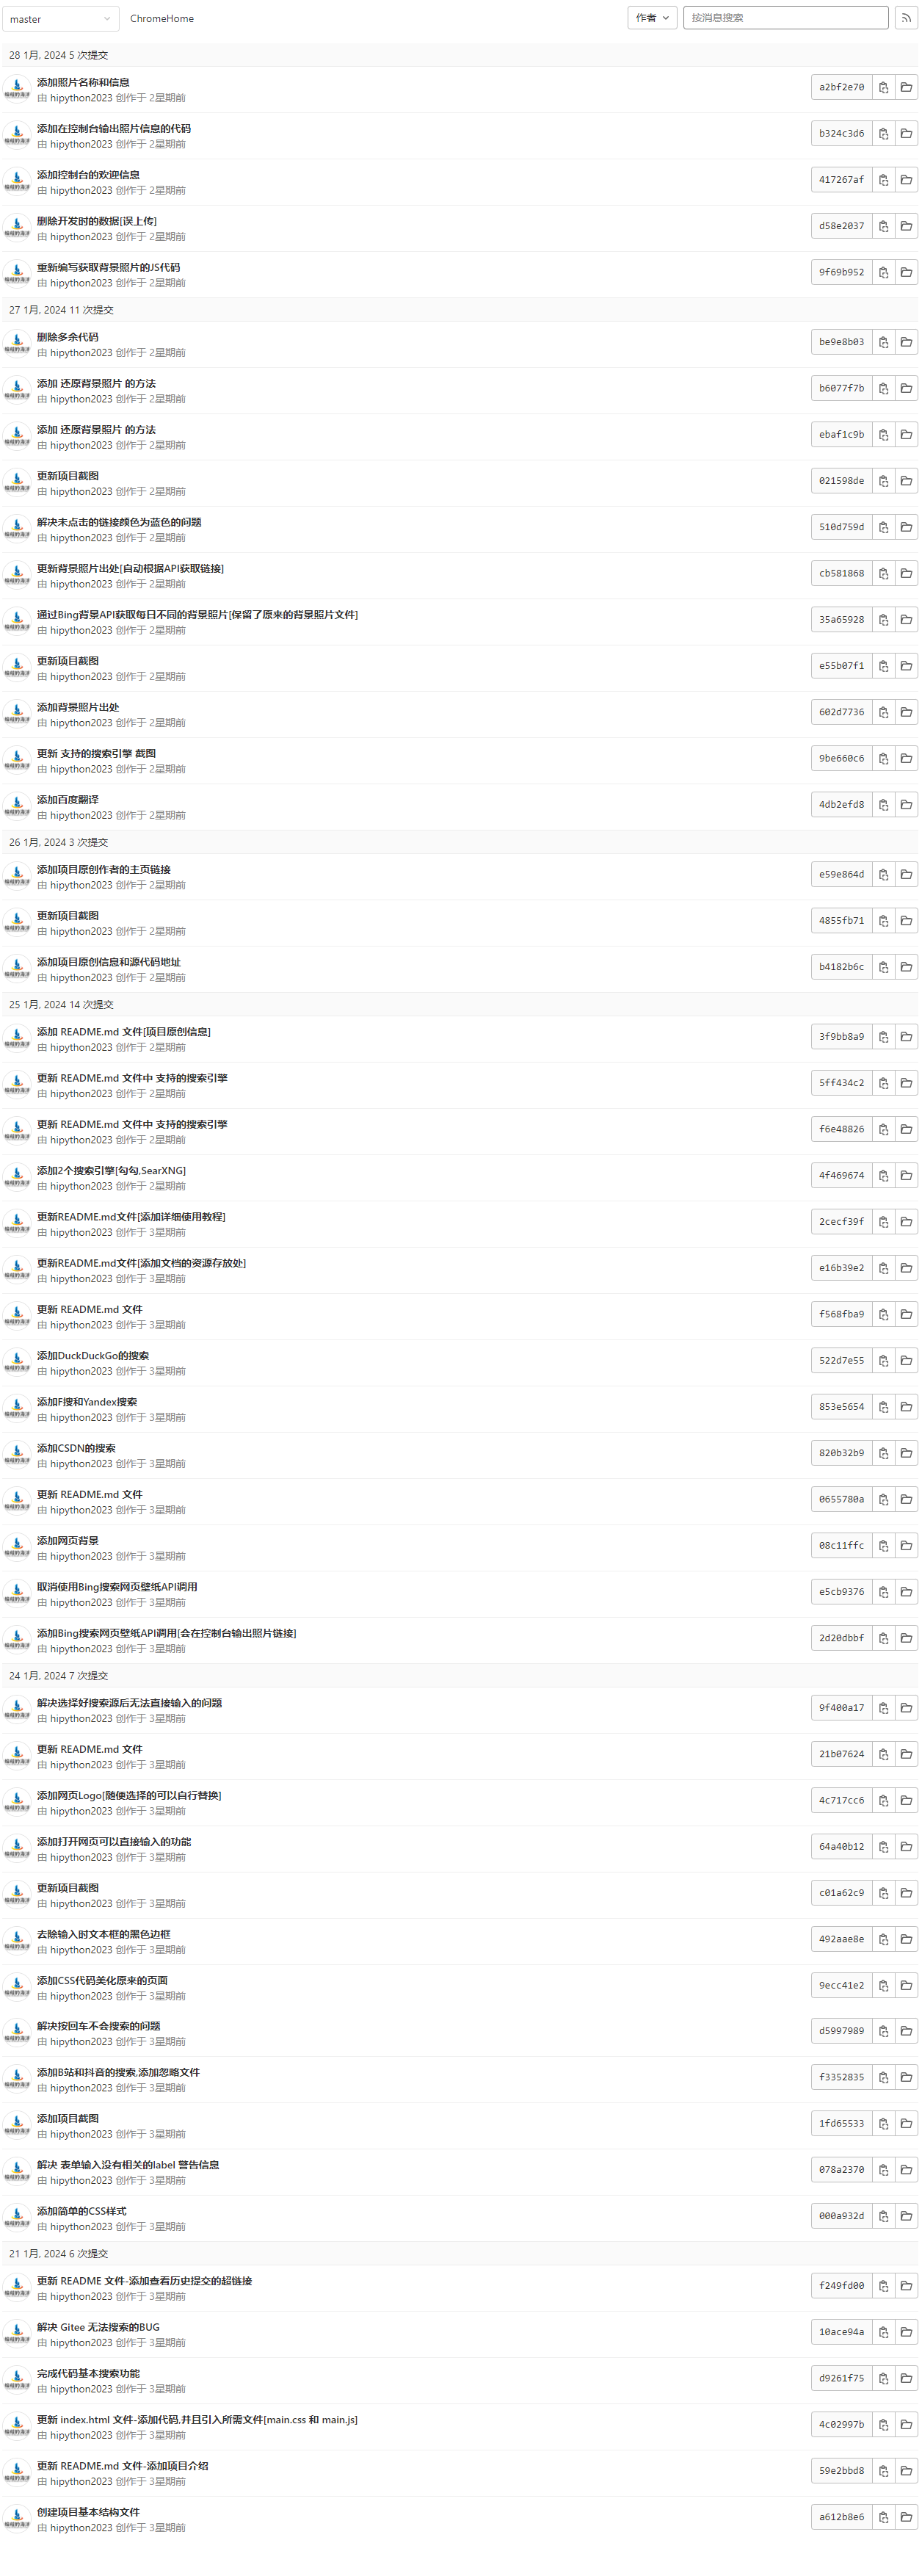 master
ChromeHome
作者
按消息搜索
28 1月, 2024 5 次提交
添加照片名称和信息
由 hipython2023 创作于 2星期前
a2bf2e70
添加在控制台输出照片信息的代码
由 hipython2023 创作于 2星期前
b324c3d6
添加控制台的欢迎信息
由 hipython2023 创作于 2星期前
417267af
删除开发时的数据[误上传]
由 hipython2023 创作于 2星期前
d58e2037
重新编写获取背景照片的JS代码
由 hipython2023 创作于 2星期前
9f69b952
27 1月, 2024 11 次提交
删除多余代码
由 hipython2023 创作于 2星期前
be9e8b03
添加 还原背景照片 的方法
由 hipython2023 创作于 2星期前
b6077f7b
添加 还原背景照片 的方法
由 hipython2023 创作于 2星期前
ebaf1c9b
更新项目截图
由 hipython2023 创作于 2星期前
021598de
解决未点击的链接颜色为蓝色的问题
由 hipython2023 创作于 2星期前
510d759d
更新背景照片出处[自动根据API获取链接]
由 hipython2023 创作于 2星期前
cb581868
通过Bing背景API获取每日不同的背景照片[保留了原来的背景照片文件]
由 hipython2023 创作于 2星期前
35a65928
更新项目截图
由 hipython2023 创作于 2星期前
e55b07f1
添加背景照片出处
由 hipython2023 创作于 2星期前
602d7736
更新 支持的搜索引擎 截图
由 hipython2023 创作于 2星期前
9be660c6
添加百度翻译
由 hipython2023 创作于 2星期前
4db2efd8
26 1月, 2024 3 次提交
添加项目原创作者的主页链接
由 hipython2023 创作于 2星期前
e59e864d
更新项目截图
由 hipython2023 创作于 2星期前
4855fb71
添加项目原创信息和源代码地址
由 hipython2023 创作于 2星期前
b4182b6c
25 1月, 2024 14 次提交
添加 README.md 文件[项目原创信息]
由 hipython2023 创作于 2星期前
3f9bb8a9
更新 README.md 文件中 支持的搜索引擎
由 hipython2023 创作于 2星期前
5ff434c2
更新 README.md 文件中 支持的搜索引擎
由 hipython2023 创作于 2星期前
f6e48826
添加2个搜索引擎[勾勾,SearXNG]
由 hipython2023 创作于 2星期前
4f469674
更新README.md文件[添加详细使用教程]
由 hipython2023 创作于 3星期前
2cecf39f
更新README.md文件[添加文档的资源存放处]
由 hipython2023 创作于 3星期前
e16b39e2
更新 README.md 文件
由 hipython2023 创作于 3星期前
f568fba9
添加DuckDuckGo的搜索
由 hipython2023 创作于 3星期前
522d7e55
添加F搜和Yandex搜索
由 hipython2023 创作于 3星期前
853e5654
添加CSDN的搜索
由 hipython2023 创作于 3星期前
820b32b9
更新 README.md 文件
由 hipython2023 创作于 3星期前
0655780a
添加网页背景
由 hipython2023 创作于 3星期前
08c11ffc
取消使用Bing搜索网页壁纸API调用
由 hipython2023 创作于 3星期前
e5cb9376
添加Bing搜索网页壁纸API调用[会在控制台输出照片链接]
由 hipython2023 创作于 3星期前
2d20dbbf
24 1月, 2024 7 次提交
解决选择好搜索源后无法直接输入的问题
由 hipython2023 创作于 3星期前
9f400a17
更新 README.md 文件
由 hipython2023 创作于 3星期前
21b07624
添加网页Logo[随便选择的可以自行替换]
由 hipython2023 创作于 3星期前
4c717cc6
添加打开网页可以直接输入的功能
由 hipython2023 创作于 3星期前
64a40b12
更新项目截图
由 hipython2023 创作于 3星期前
c01a62c9
去除输入时文本框的黑色边框
由 hipython2023 创作于 3星期前
492aae8e
添加CSS代码美化原来的页面
由 hipython2023 创作于 3星期前
9ecc41e2
解决按回车不会搜索的问题
由 hipython2023 创作于 3星期前
d5997989
添加B站和抖音的搜索,添加忽略文件
由 hipython2023 创作于 3星期前
f3352835
添加项目截图
由 hipython2023 创作于 3星期前
1fd65533
解决 表单输入没有相关的label 警告信息
由 hipython2023 创作于 3星期前
078a2370
添加简单的CSS样式
由 hipython2023 创作于 3星期前
000a932d
21 1月, 2024 6 次提交
更新 README 文件-添加查看历史提交的超链接
由 hipython2023 创作于 3星期前
f249fd00
解决 Gitee 无法搜索的BUG
由 hipython2023 创作于 3星期前
10ace94a
完成代码基本搜索功能
由 hipython2023 创作于 3星期前
d9261f75
更新 index.html 文件-添加代码,并且引入所需文件[main.css 和 main.js]
由 hipython2023 创作于 3星期前
4c02997b
更新 README.md 文件-添加项目介绍
由 hipython2023 创作于 3星期前
59e2bbd8
创建项目基本结构文件
由 hipython2023 创作于 3星期前
a612b8e6